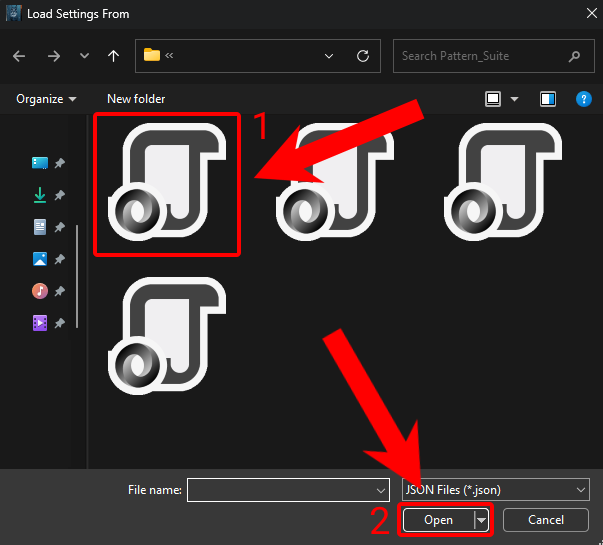 Load Settings From
Search Pattern_Suite
Organize
New folder
1
File name:
JSON Files (*.json)
2
Open
Cancel